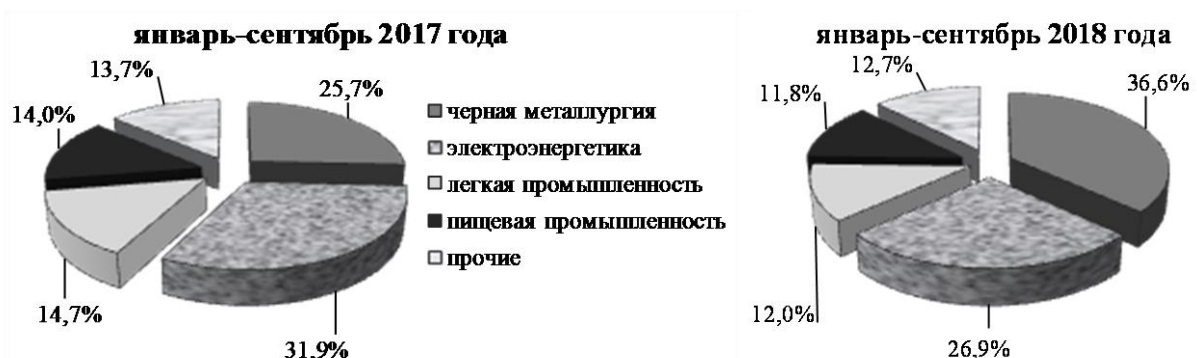 январь-сентябрь 2017 года
13,7%
25,7%
14,0%
14,7%
31,9%
черная металлургия
электроэнергетика
легкая промышленность
пищевая промышленность
прочие
январь-сентябрь 2018 года
12,7%
36,6%
11,8%
12,0%
26,9%